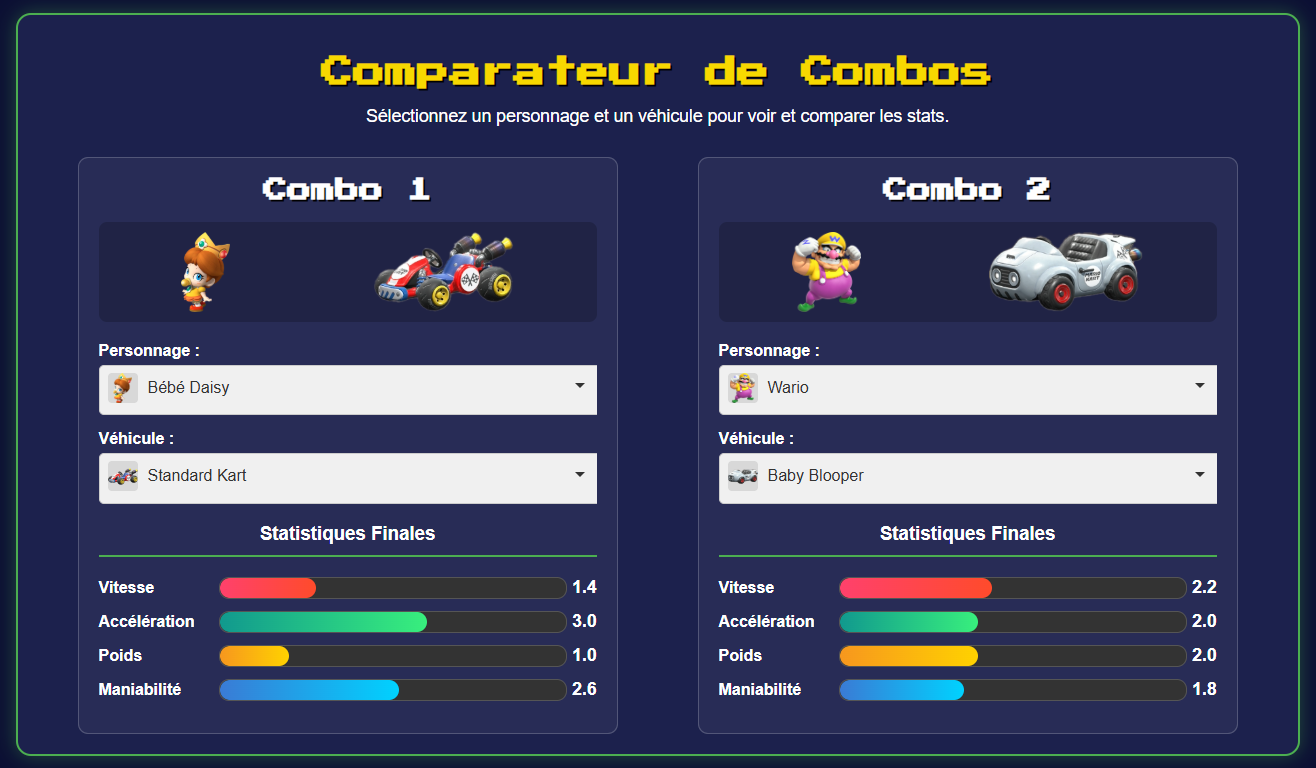 Comparateur de Combos
Sélectionnez un personnage et un véhicule pour voir et comparer les stats.
Combo 1
Personnage :
Bébé Daisy
Véhicule :
Standard Kart
Statistiques Finales
Vitesse 1.4
Accélération 3.0
Poids 1.0
Maniabilité 2.6
Combo 2
Personnage :
Wario
Véhicule :
Baby Blooper
Statistiques Finales
Vitesse 2.2
Accélération 2.0
Poids 2.0
Maniabilité 1.8